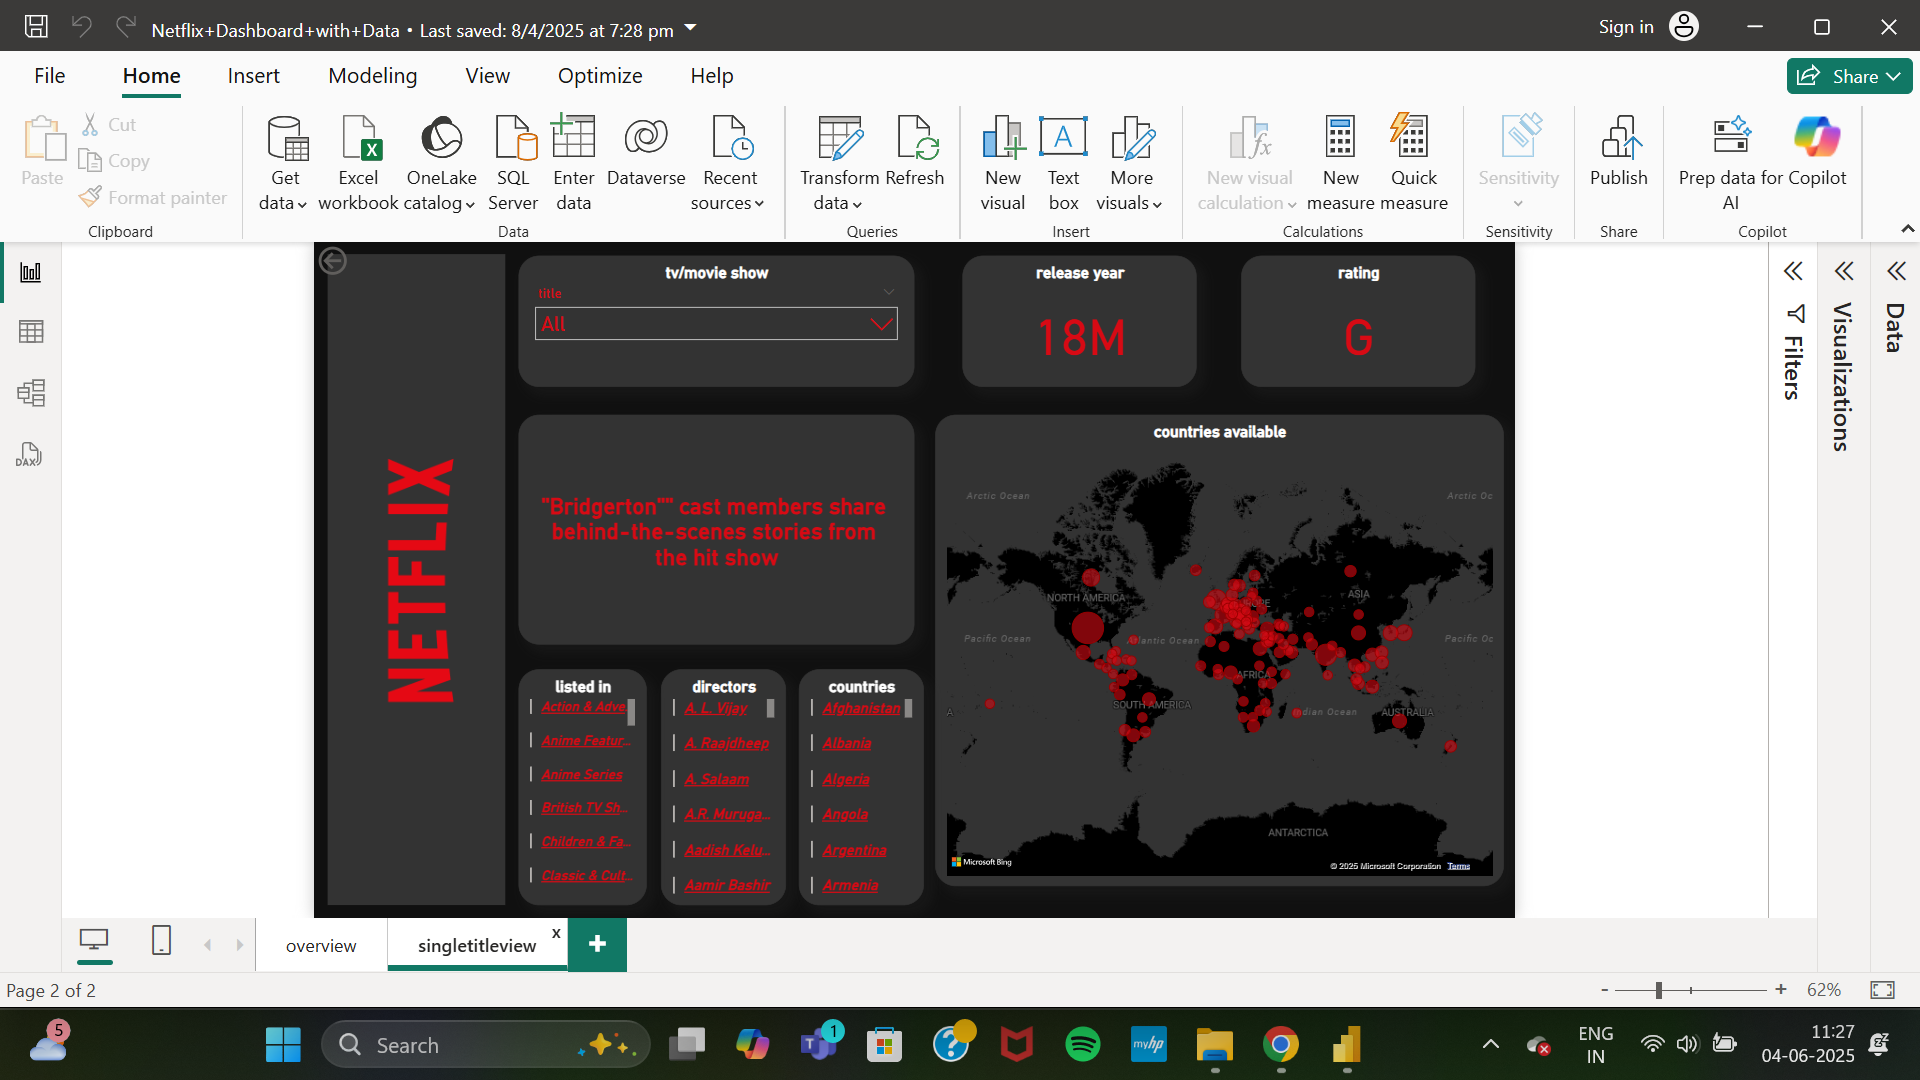 Netflix+Dashboard+with+Data • Last saved: 8/4/2025 at 7:28 pm
Sign in
File Home Insert Modeling View Optimize Help
Share
Paste
Cut
Copy
Format painter
Clipboard
Get data
Excel workbook
OneLake catalog
SQL Server
Enter data
Dataverse
Recent sources
Data
Transform data
Refresh
Queries
New visual
Text box
More visuals
Insert
New visual calculation
New measure
Quick measure
Calculations
Sensitivity
Sensitivity
Publish
Share
Prep data for AI
Copilot
Copilot
tv/movie show
title
All
release year
18M
rating
G
NETFLIX
"Bridgerton"" cast members share
behind-the-scenes stories from
the hit show
listed in
Action & Adve
Anime Featur...
Anime Series
British TV Sh...
Children & Fa...
Classic & Cult...
directors
A. L. Vijay
A. Raajdheep
A. Salaam
A.R. Muruga...
Aadish Kelu...
Aamir Bashir
countries
Afghanistan
Albania
Algeria
Angola
Argentina
Armenia
countries available
Arctic Ocean
Arctic Oc
NORTH AMERICA
ASIA
Pacific Ocean
Atlantic Ocean
Pacific Oc
AFRICA
SOUTH AMERICA
dian Ocean
AUSTRALIA
A
ANTARCTICA
Microsoft Bing
© 2025 Microsoft Corporation Terms
Filters
Visualizations
Data
DAX
overview
singletitleview
x
+
Page 2 of 2
- + 62%
5
Search
1
myhp
ENG
IN
11:27
04-06-2025